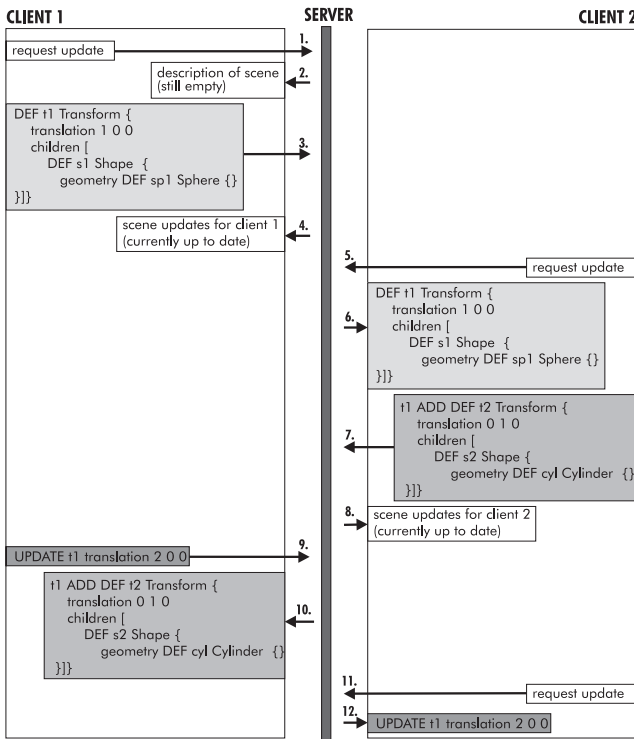 CLIENT 1
SERVER
CLIENT 2
1.
request update
2.
description of scene
(still empty)
DEF t1 Transform {
translation 1 0 0
children [
DEF s1 Shape {
geometry DEF sp1 Sphere {}
}]}
3.
4.
scene updates for client 1
(currently up to date)
5.
request update
6.
DEF t1 Transform {
translation 1 0 0
children [
DEF s1 Shape {
geometry DEF sp1 Sphere {}
}]}
7.
t1 ADD DEF t2 Transform {
translation 0 1 0
children [
DEF s2 Shape {
geometry DEF cyl Cylinder {}
}]}
8.
scene updates for client 2
(currently up to date)
9.
UPDATE t1 translation 2 0 0
10.
t1 ADD DEF t2 Transform {
translation 0 1 0
children [
DEF s2 Shape {
geometry DEF cyl Cylinder {}
}]}
11.
request update
12.
UPDATE t1 translation 2 0 0